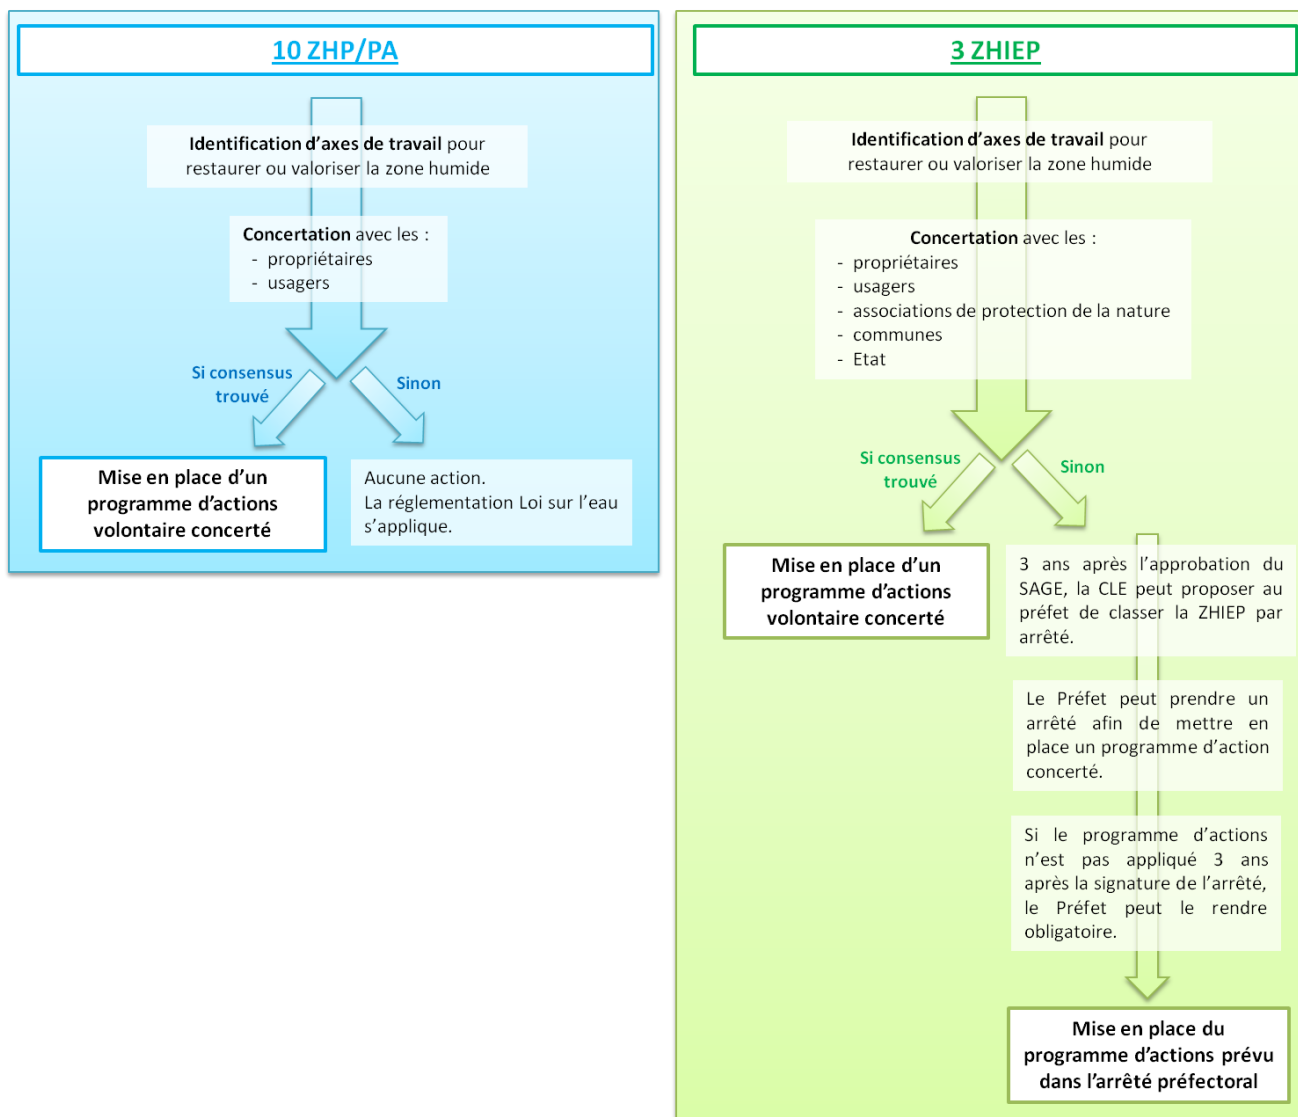 10 ZHP/PA
Identification d’axes de travail pour
restaurer ou valoriser la zone humide
Concertation avec les :
- propriétaires
- usagers
Si consensus
trouvé
Sinon
Mise en place d’un
programme d’actions
volontaire concerté
Aucune action.
La réglementation Loi sur l’eau
s’applique.
3 ZHIEP
Identification d’axes de travail pour
restaurer ou valoriser la zone humide
Concertation avec les :
- propriétaires
- usagers
- associations de protection de la nature
- communes
- Etat
Si consensus
trouvé
Sinon
Mise en place d’un
programme d’actions
volontaire concerté
3 ans après l’approbation du
SAGE, la CLE peut proposer au
préfet de classer la ZHIEP par
arrêté.
Le Préfet peut prendre un
arrêté afin de mettre en
place un programme d’action
concerté.
Si le programme d’actions
n’est pas appliqué 3 ans
après la signature de l’arrêté,
le Préfet peut le rendre
obligatoire.
Mise en place du
programme d’actions prévu
dans l’arrêté préfectoral